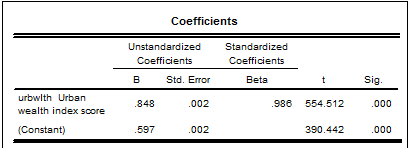 Coefficients
Unstandardized Coefficients
Standardized Coefficients
B Std. Error Beta t Sig.
urbwlth Urban wealth index score .848 .002 .986 554.512 .000
(Constant) .597 .002 390.442 .000